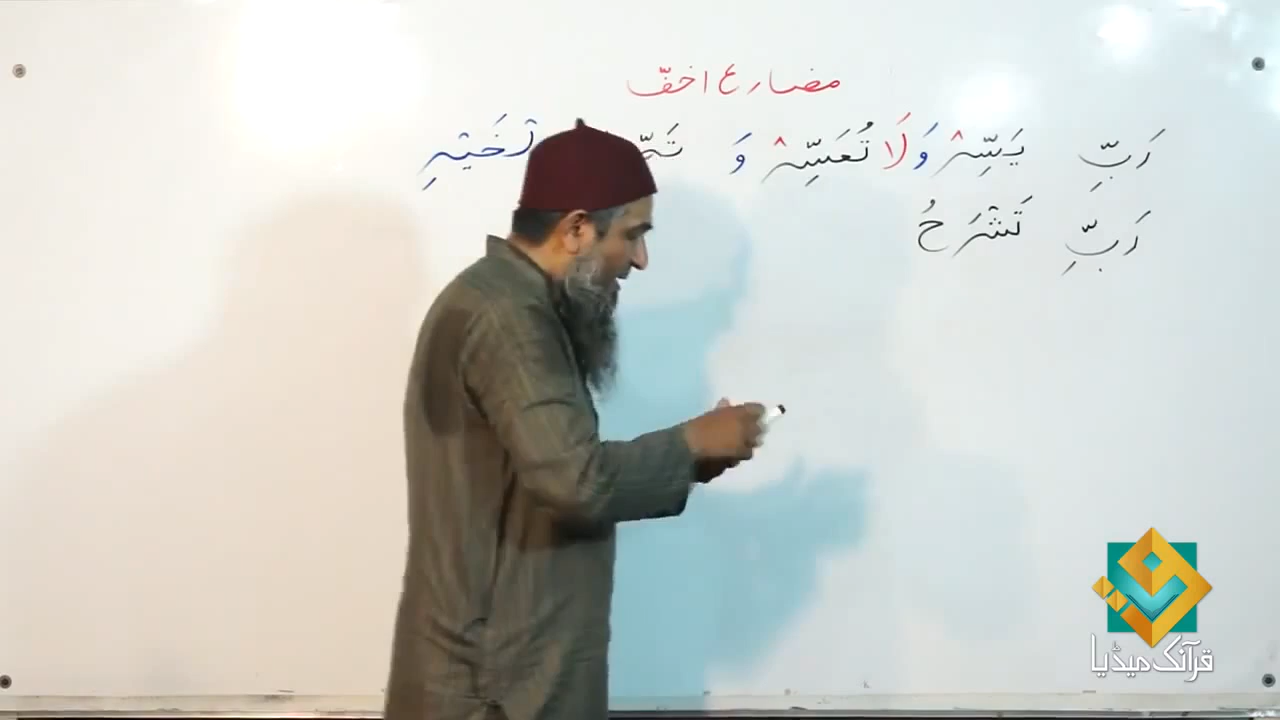 مضارع اخفّ
رَبِّ يَسِّرْ وَلَا تُعَسِّرْ وَ
رَبِّ تَشْرَحُ
قرآنک میڈیا